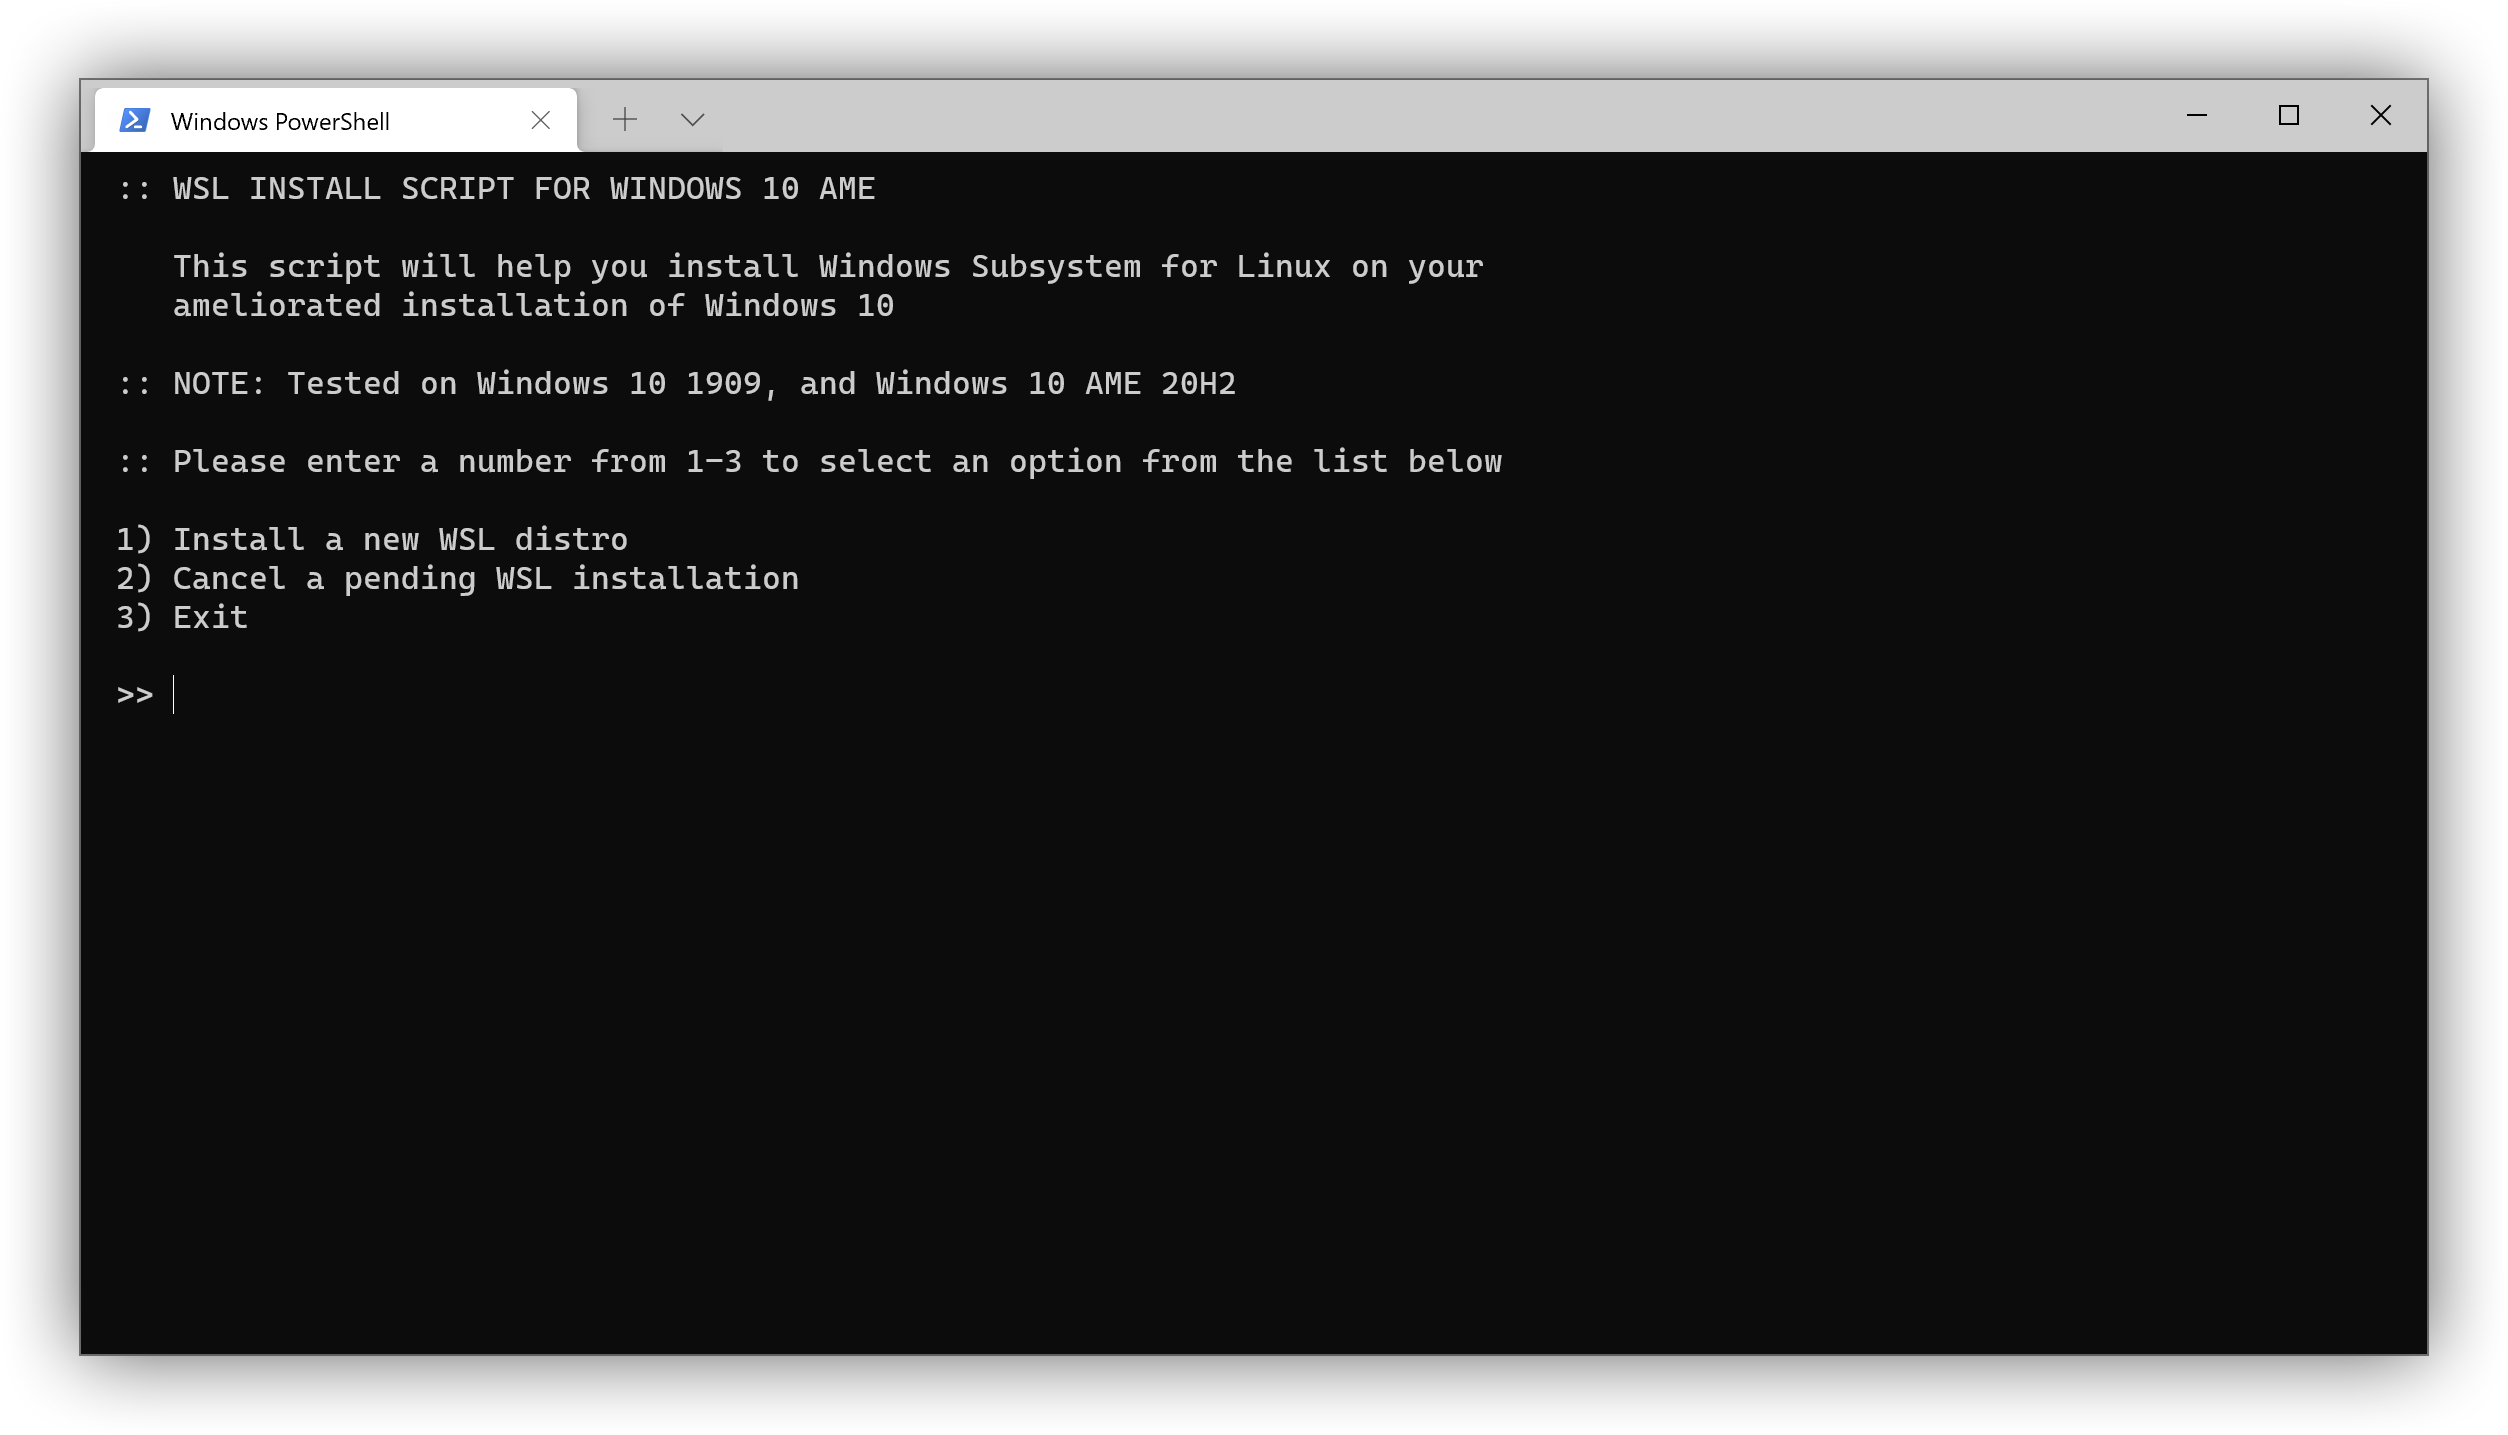 Windows PowerShell
:: WSL INSTALL SCRIPT FOR WINDOWS 10 AME
This script will help you install Windows Subsystem for Linux on your
ameliorated installation of Windows 10
:: NOTE: Tested on Windows 10 1909, and Windows 10 AME 20H2
:: Please enter a number from 1-3 to select an option from the list below
1) Install a new WSL distro
2) Cancel a pending WSL installation
3) Exit
>>